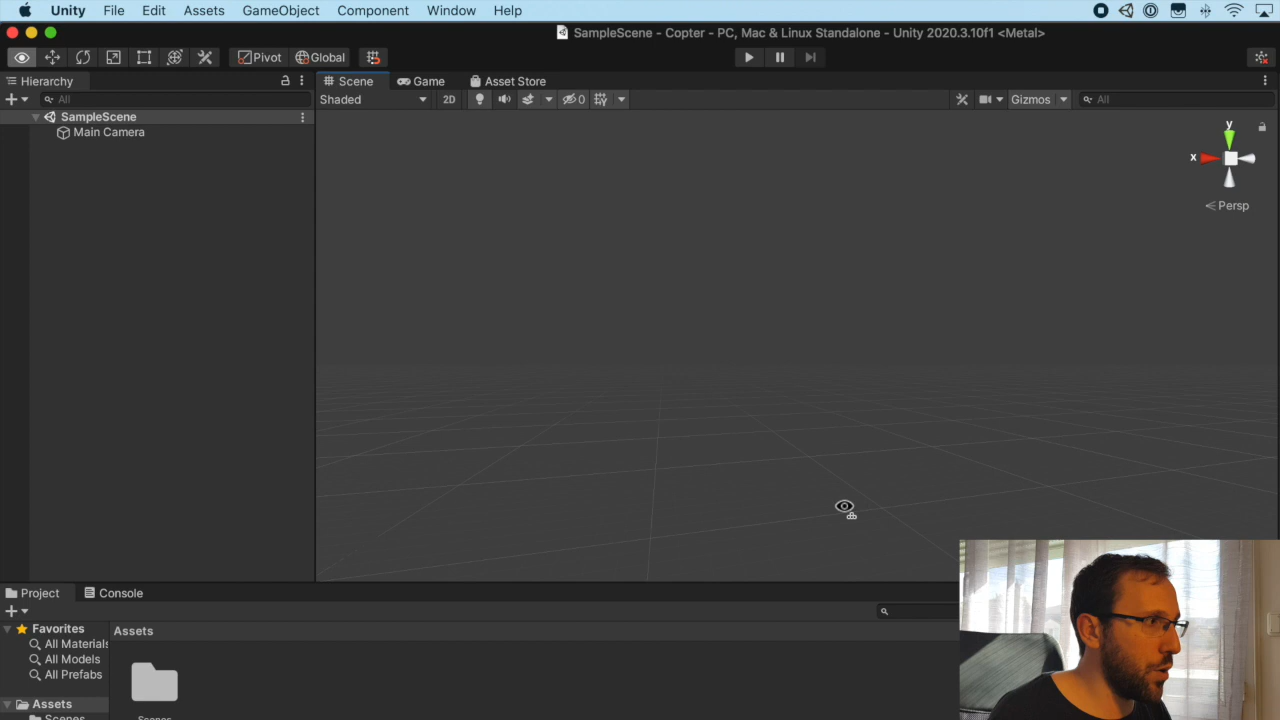 Unity File Edit Assets GameObject Component Window Help
SampleScene - Copter - PC, Mac & Linux Standalone - Unity 2020.3.10f1 <Metal>
Pivot Global
Hierarchy Scene Game Asset Store
All Shaded 2D 0 Gizmos All
SampleScene
Main Camera
y
x
Persp
Project Console
Favorites Assets
All Materials
All Models
All Prefabs
Assets
Scenes Scenes